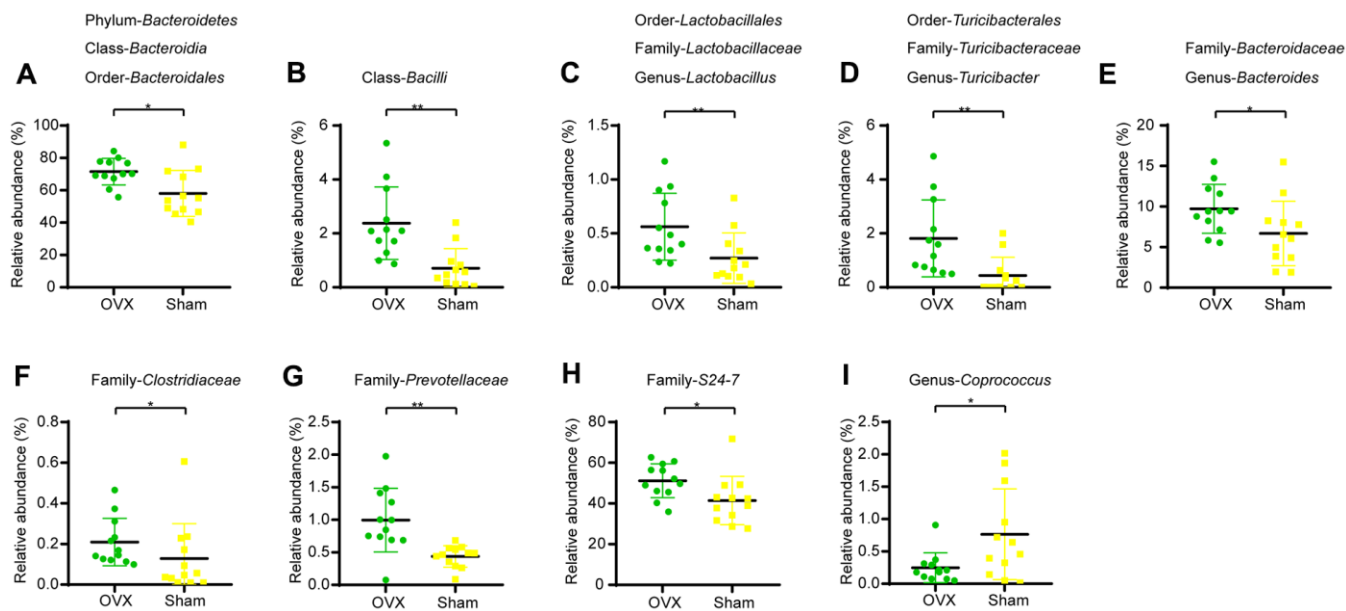 Phylum-Bacteroidetes
Class-Bacteroidia
Order-Bacteroidales
A
*
Relative abundance (%)
100
80
60
40
20
0
OVX
Sham
B
Class-Bacilli
**
Relative abundance (%)
6
4
2
0
OVX
Sham
Order-Lactobacillales
Family-Lactobacillaceae
Genus-Lactobacillus
C
**
Relative abundance (%)
1.5
1.0
0.5
0.0
OVX
Sham
Order-Turicibacterales
Family-Turicibacteraceae
Genus-Turicibacter
D
**
Relative abundance (%)
6
4
2
0
OVX
Sham
Family-Bacteroidaceae
Genus-Bacteroides
E
*
Relative abundance (%)
20
15
10
5
0
OVX
Sham
F
Family-Clostridiaceae
*
Relative abundance (%)
0.8
0.6
0.4
0.2
0.0
OVX
Sham
G
Family-Prevotellaceae
**
Relative abundance (%)
2.5
2.0
1.5
1.0
0.5
0.0
OVX
Sham
H
Family-S24-7
*
Relative abundance (%)
80
60
40
20
0
OVX
Sham
I
Genus-Coprococcus
*
Relative abundance (%)
2.5
2.0
1.5
1.0
0.5
0.0
OVX
Sham